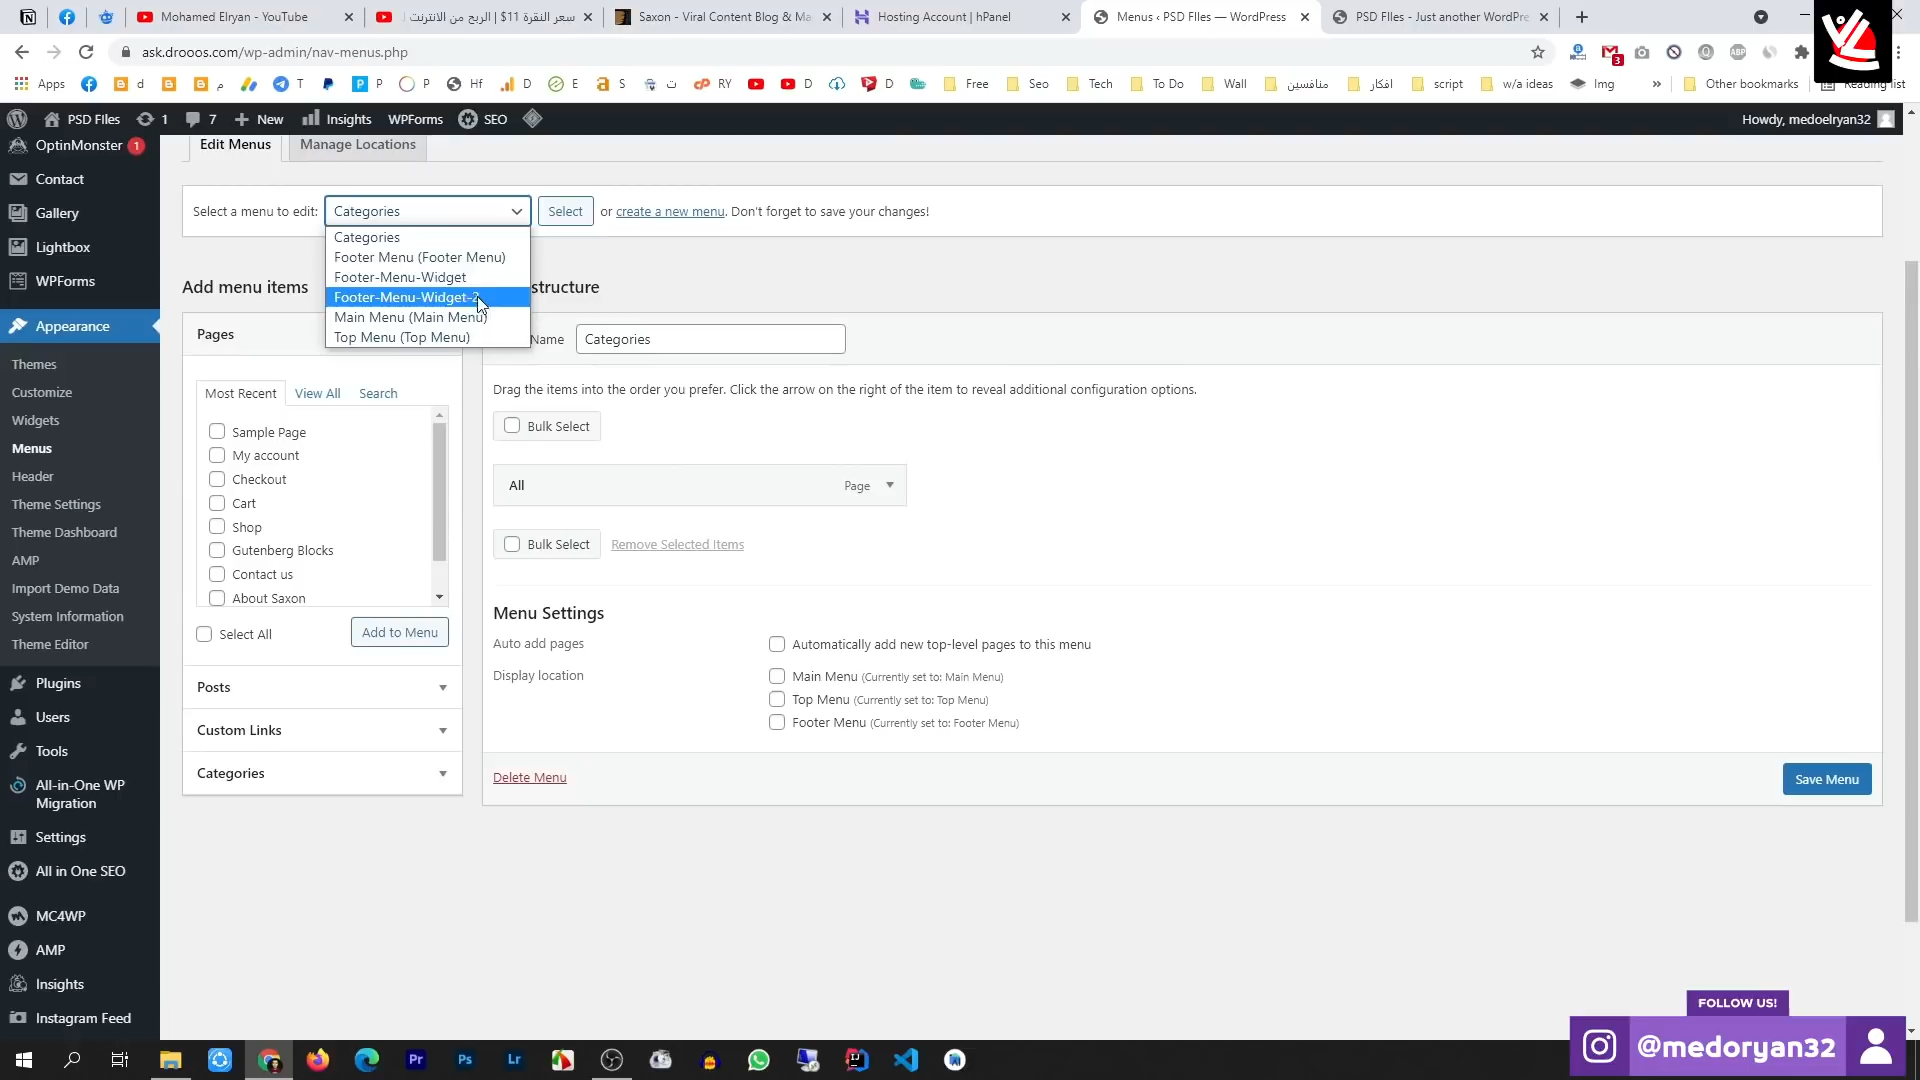 Mohamed Elryan - YouTube
سعر النقرة 11$ | الربح من الانترنت
Saxon - Viral Content Blog & Ma
Hosting Account | hPanel
Menus ‹ PSD FIles — WordPress
PSD FIles - Just another WordPre
ask.drooos.com/wp-admin/nav-menus.php
3
Apps
d
م
T
P
P
Hf
D
E
S
ت
RY
D
D
Free
Seo
Tech
To Do
Wall
منافسين
افكار
script
w/a ideas
Img
»
Other bookmarks
Reading list
PSD FIles
1
7
New
Insights
WPForms
SEO
Howdy, medoelryan32
OptinMonster 1
Contact
Gallery
Lightbox
WPForms
Appearance
Themes
Customize
Widgets
Menus
Header
Theme Settings
Theme Dashboard
AMP
Import Demo Data
System Information
Theme Editor
Plugins
Users
Tools
All-in-One WP
Migration
Settings
All in One SEO
MC4WP
AMP
Insights
Instagram Feed
Edit Menus
Manage Locations
Select a menu to edit:
Categories
Select
or create a new menu. Don't forget to save your changes!
Categories
Footer Menu (Footer Menu)
Footer-Menu-Widget
Footer-Menu-Widget-2
Main Menu (Main Menu)
Top Menu (Top Menu)
Add menu items
structure
Pages
Most Recent
View All
Search
Sample Page
My account
Checkout
Cart
Shop
Gutenberg Blocks
Contact us
About Saxon
Select All
Add to Menu
Posts
Custom Links
Categories
Name
Categories
Drag the items into the order you prefer. Click the arrow on the right of the item to reveal additional configuration options.
Bulk Select
All
Page
Bulk Select
Remove Selected Items
Menu Settings
Auto add pages
Automatically add new top-level pages to this menu
Display location
Main Menu (Currently set to: Main Menu)
Top Menu (Currently set to: Top Menu)
Footer Menu (Currently set to: Footer Menu)
Delete Menu
Save Menu
FOLLOW US!
@medoryan32
Pr
Ps
Lr